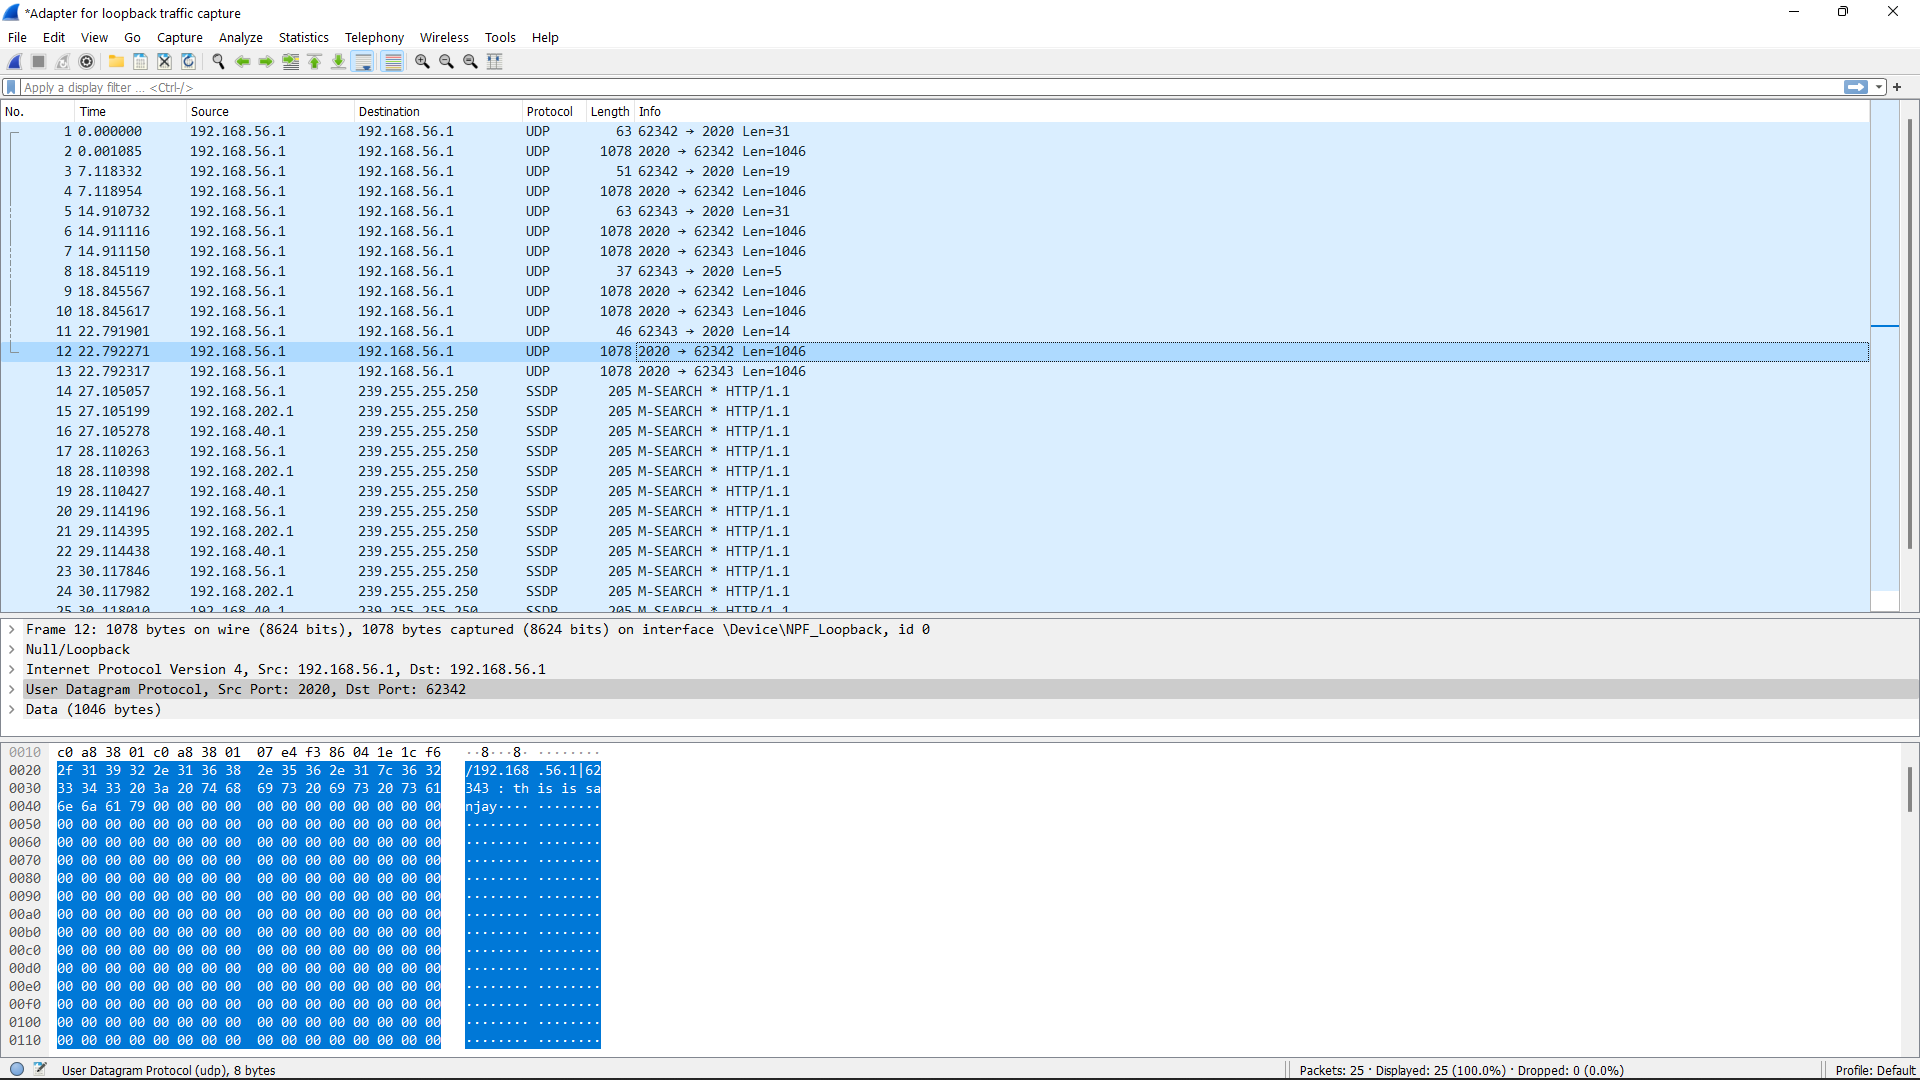 *Adapter for loopback traffic capture
File Edit View Go Capture Analyze Statistics Telephony Wireless Tools Help
Apply a display filter ... <Ctrl-/>
No. Time Source Destination Protocol Length Info
1 0.000000 192.168.56.1 192.168.56.1 UDP 63 62342 → 2020 Len=31
2 0.001085 192.168.56.1 192.168.56.1 UDP 1078 2020 → 62342 Len=1046
3 7.118332 192.168.56.1 192.168.56.1 UDP 51 62342 → 2020 Len=19
4 7.118954 192.168.56.1 192.168.56.1 UDP 1078 2020 → 62342 Len=1046
5 14.910732 192.168.56.1 192.168.56.1 UDP 63 62343 → 2020 Len=31
6 14.911116 192.168.56.1 192.168.56.1 UDP 1078 2020 → 62342 Len=1046
7 14.911150 192.168.56.1 192.168.56.1 UDP 1078 2020 → 62343 Len=1046
8 18.845119 192.168.56.1 192.168.56.1 UDP 37 62343 → 2020 Len=5
9 18.845567 192.168.56.1 192.168.56.1 UDP 1078 2020 → 62342 Len=1046
10 18.845617 192.168.56.1 192.168.56.1 UDP 1078 2020 → 62343 Len=1046
11 22.791901 192.168.56.1 192.168.56.1 UDP 46 62343 → 2020 Len=14
12 22.792271 192.168.56.1 192.168.56.1 UDP 1078 2020 → 62342 Len=1046
13 22.792317 192.168.56.1 192.168.56.1 UDP 1078 2020 → 62343 Len=1046
14 27.105057 192.168.56.1 239.255.255.250 SSDP 205 M-SEARCH * HTTP/1.1
15 27.105199 192.168.202.1 239.255.255.250 SSDP 205 M-SEARCH * HTTP/1.1
16 27.105278 192.168.40.1 239.255.255.250 SSDP 205 M-SEARCH * HTTP/1.1
17 28.110263 192.168.56.1 239.255.255.250 SSDP 205 M-SEARCH * HTTP/1.1
18 28.110398 192.168.202.1 239.255.255.250 SSDP 205 M-SEARCH * HTTP/1.1
19 28.110427 192.168.40.1 239.255.255.250 SSDP 205 M-SEARCH * HTTP/1.1
20 29.114196 192.168.56.1 239.255.255.250 SSDP 205 M-SEARCH * HTTP/1.1
21 29.114395 192.168.202.1 239.255.255.250 SSDP 205 M-SEARCH * HTTP/1.1
22 29.114438 192.168.40.1 239.255.255.250 SSDP 205 M-SEARCH * HTTP/1.1
23 30.117846 192.168.56.1 239.255.255.250 SSDP 205 M-SEARCH * HTTP/1.1
24 30.117982 192.168.202.1 239.255.255.250 SSDP 205 M-SEARCH * HTTP/1.1
25 30.118010 192.168.40.1 239.255.255.250 SSDP 205 M-SEARCH * HTTP/1.1
Frame 12: 1078 bytes on wire (8624 bits), 1078 bytes captured (8624 bits) on interface \Device\NPF_Loopback, id 0
Null/Loopback
Internet Protocol Version 4, Src: 192.168.56.1, Dst: 192.168.56.1
User Datagram Protocol, Src Port: 2020, Dst Port: 62342
Data (1046 bytes)
0010 c0 a8 38 01 c0 a8 38 01 07 e4 f3 86 04 1e 1c f6 ··8···8· ········
0020 2f 31 39 32 2e 31 36 38 2e 35 36 2e 31 7c 36 32 /192.168 .56.1|62
0030 33 34 33 20 3a 20 74 68 69 73 20 69 73 20 73 61 343 : th is is sa
0040 6e 6a 61 79 00 00 00 00 00 00 00 00 00 00 00 00 njay···· ········
0050 00 00 00 00 00 00 00 00 00 00 00 00 00 00 00 00 ········ ········
0060 00 00 00 00 00 00 00 00 00 00 00 00 00 00 00 00 ········ ········
0070 00 00 00 00 00 00 00 00 00 00 00 00 00 00 00 00 ········ ········
0080 00 00 00 00 00 00 00 00 00 00 00 00 00 00 00 00 ········ ········
0090 00 00 00 00 00 00 00 00 00 00 00 00 00 00 00 00 ········ ········
00a0 00 00 00 00 00 00 00 00 00 00 00 00 00 00 00 00 ········ ········
00b0 00 00 00 00 00 00 00 00 00 00 00 00 00 00 00 00 ········ ········
00c0 00 00 00 00 00 00 00 00 00 00 00 00 00 00 00 00 ········ ········
00d0 00 00 00 00 00 00 00 00 00 00 00 00 00 00 00 00 ········ ········
00e0 00 00 00 00 00 00 00 00 00 00 00 00 00 00 00 00 ········ ········
00f0 00 00 00 00 00 00 00 00 00 00 00 00 00 00 00 00 ········ ········
0100 00 00 00 00 00 00 00 00 00 00 00 00 00 00 00 00 ········ ········
0110 00 00 00 00 00 00 00 00 00 00 00 00 00 00 00 00 ········ ········
User Datagram Protocol (udp), 8 bytes Packets: 25 · Displayed: 25 (100.0%) · Dropped: 0 (0.0%) Profile: Default